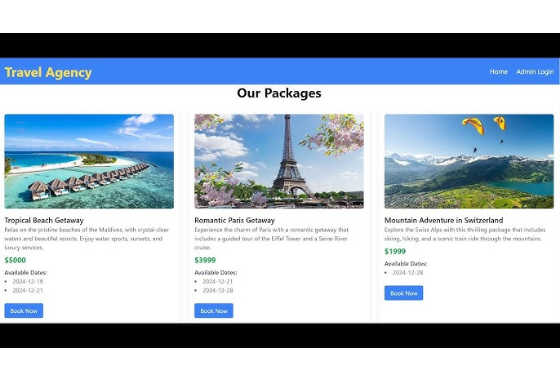 Travel Agency
Home
Admin Login
Our Packages
Tropical Beach Getaway
Relax on the pristine beaches of the Maldives, with crystal-clear
waters and beautiful resorts. Enjoy water sports, sunsets, and
luxury services.
$5000
Available Dates:
2024-12-19
2024-12-21
Book Now
Romantic Paris Getaway
Experience the charm of Paris with a romantic getaway that
includes a guided tour of the Eiffel Tower and a Seine River
cruise.
$3999
Available Dates:
2024-12-21
2024-12-28
Book Now
Mountain Adventure in Switzerland
Explore the Swiss Alps with this thrilling package that includes
skiing, hiking, and a scenic train ride through the mountains.
$1999
Available Dates:
2024-12-28
Book Now